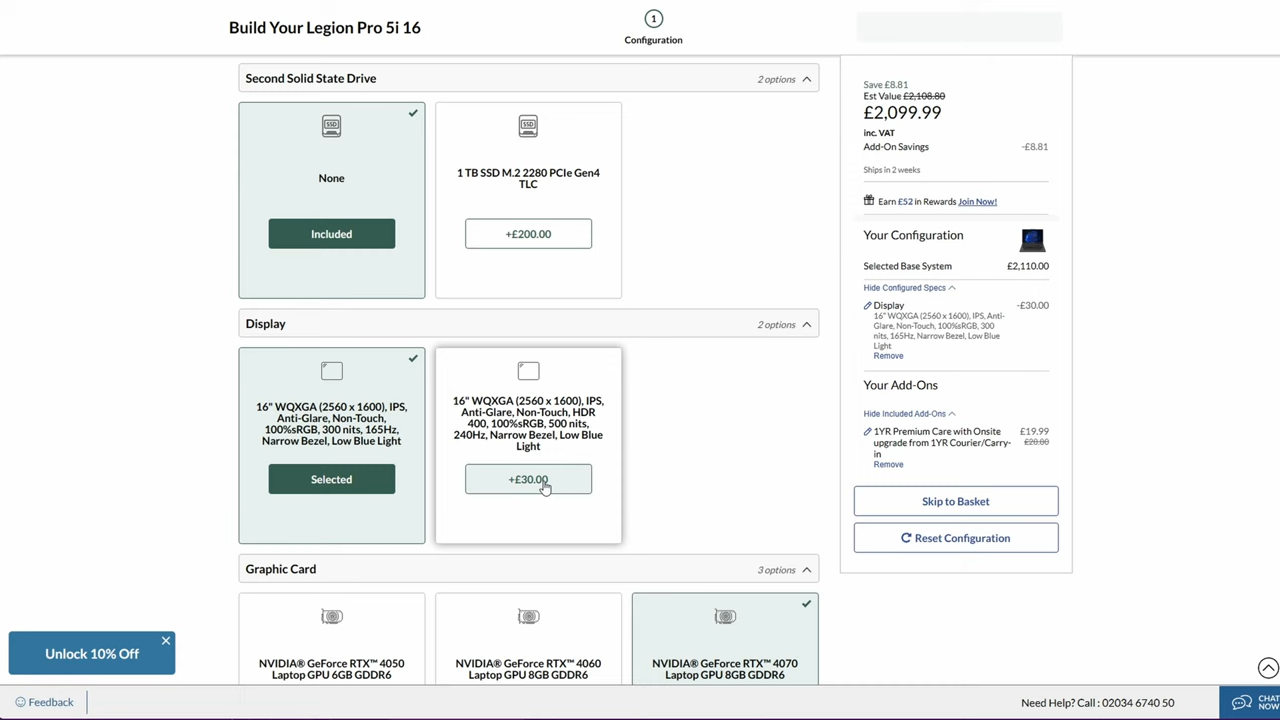 Build Your Legion Pro 5i 16
1
Configuration
Second Solid State Drive
2 options
SSD
None
Included
SSD
1 TB SSD M.2 2280 PCIe Gen4
TLC
+£200.00
Display
2 options
16" WQXGA (2560 x 1600), IPS,
Anti-Glare, Non-Touch,
100%sRGB, 300 nits, 165Hz,
Narrow Bezel, Low Blue Light
Selected
16" WQXGA (2560 x 1600), IPS,
Anti-Glare, Non-Touch, HDR
400, 100%sRGB, 500 nits,
240Hz, Narrow Bezel, Low Blue
Light
+£30.00
Graphic Card
3 options
NVIDIA® GeForce RTX™ 4050
Laptop GPU 6GB GDDR6
NVIDIA® GeForce RTX™ 4060
Laptop GPU 8GB GDDR6
NVIDIA® GeForce RTX™ 4070
Laptop GPU 8GB GDDR6
Save £8.81
Est Value £2,108.80
£2,099.99
inc. VAT
Add-On Savings -£8.81
Ships in 2 weeks
Earn £52 in Rewards Join Now!
Your Configuration
Selected Base System £2,110.00
Hide Configured Specs
Display -£30.00
16" WQXGA (2560 x 1600), IPS, Anti-
Glare, Non-Touch, 100%sRGB, 300
nits, 165Hz, Narrow Bezel, Low Blue
Light
Remove
Your Add-Ons
Hide Included Add-Ons
1YR Premium Care with Onsite £19.99
upgrade from 1YR Courier/Carry- £28.80
in
Remove
Skip to Basket
Reset Configuration
Unlock 10% Off
Feedback
Need Help? Call : 02034 6740 50
CHAT
NOW